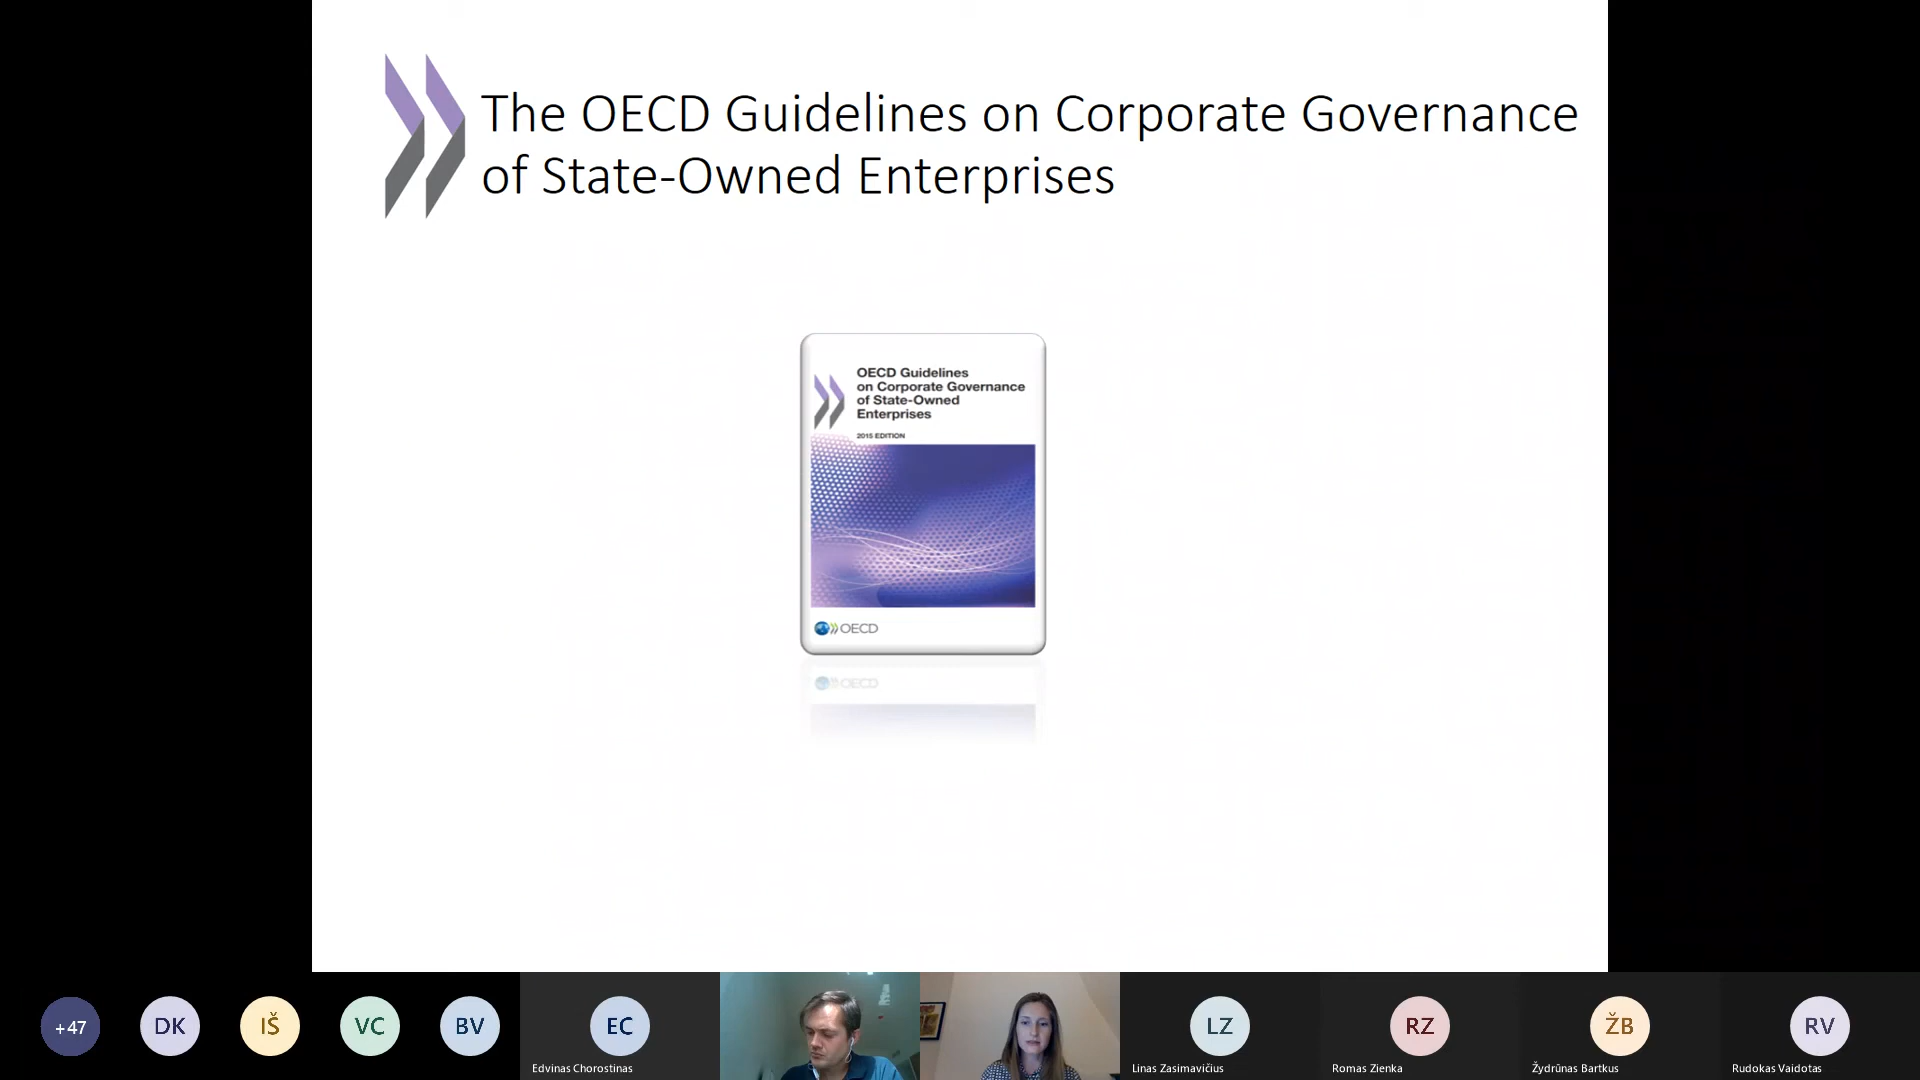 The OECD Guidelines on Corporate Governance
of State-Owned Enterprises
OECD Guidelines
on Corporate Governance
of State-Owned
Enterprises
2015 EDITION
OECD
OECD
+47
DK
IŠ
VC
BV
EC
Edvinas Chorostinas
LZ
Linas Zasimavičius
RZ
Romas Zienka
ŽB
Žydrūnas Bartkus
RV
Rudokas Vaidotas